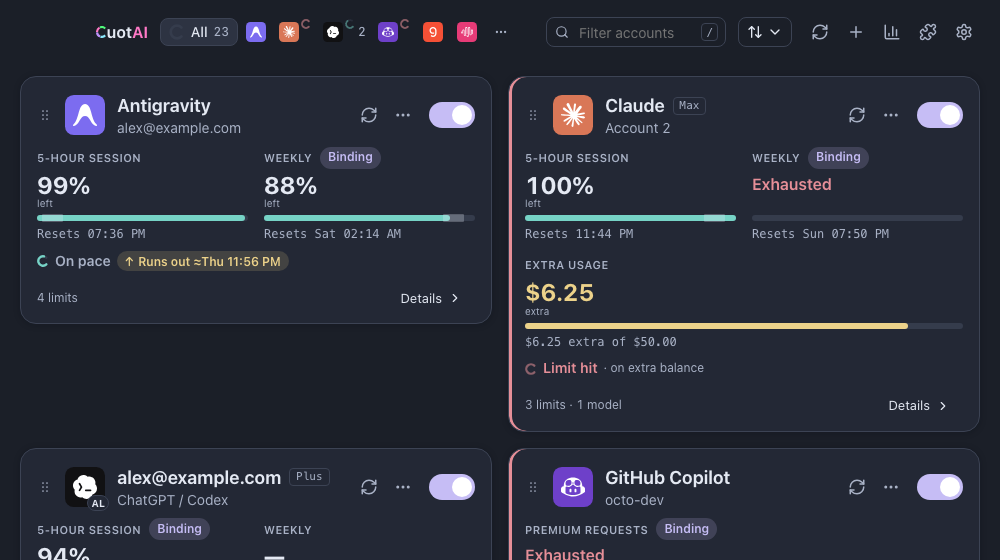 CuotAI
All 23
2
9
Filter accounts
/
Antigravity
alex@example.com
5-HOUR SESSION
99%
left
Resets 07:36 PM
WEEKLY Binding
88%
left
Resets Sat 02:14 AM
On pace ↑ Runs out ≈Thu 11:56 PM
4 limits
Details
Claude Max
Account 2
5-HOUR SESSION
100%
left
Resets 11:44 PM
WEEKLY Binding
Exhausted
Resets Sun 07:50 PM
EXTRA USAGE
$6.25
extra
$6.25 extra of $50.00
Limit hit · on extra balance
3 limits · 1 model
Details
AL
alex@example.com Plus
ChatGPT / Codex
5-HOUR SESSION Binding
94%
WEEKLY
—
GitHub Copilot
octo-dev
PREMIUM REQUESTS Binding
Exhausted